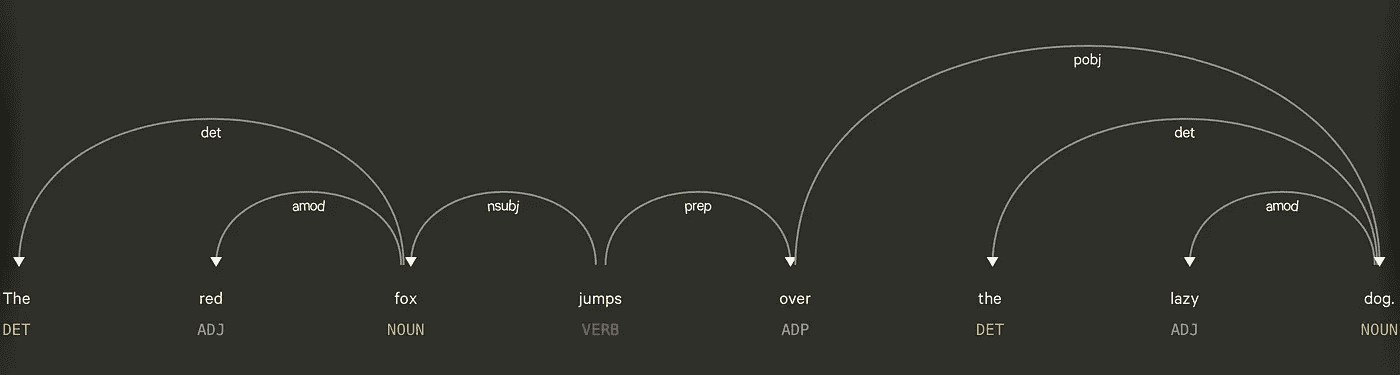 pobj
det det
amod nsubj prep amod
The red fox jumps over the lazy dog.
DET ADJ NOUN VERB ADP DET ADJ NOUN